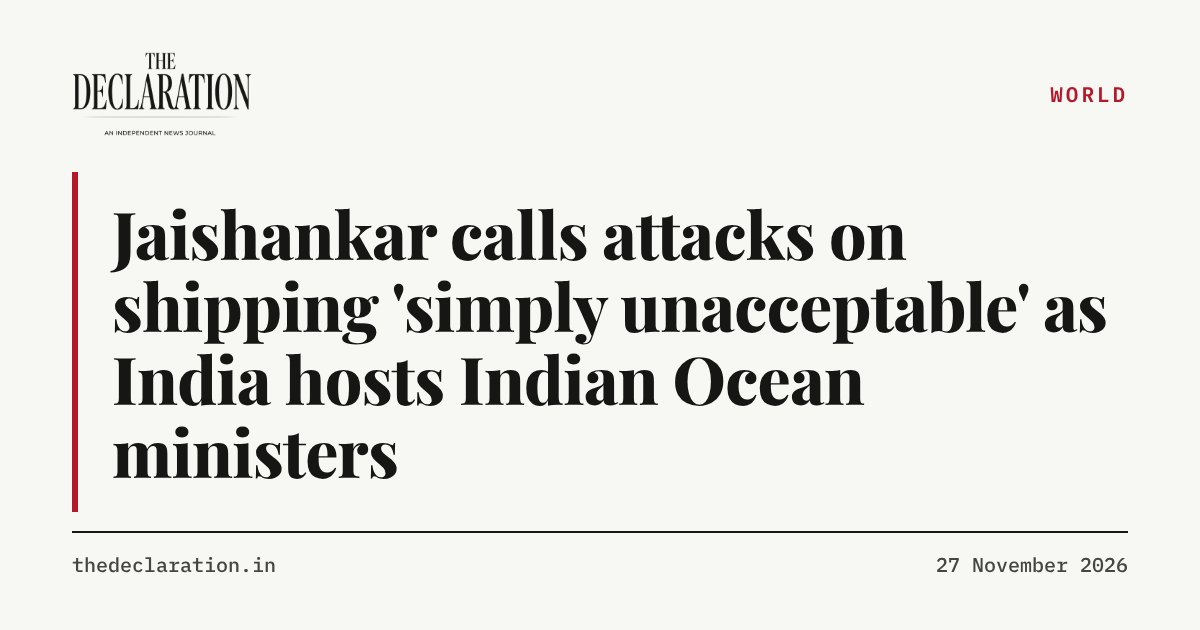 THE
DECLARATION
AN INDEPENDENT NEWS JOURNAL
WORLD
Jaishankar calls attacks on
shipping 'simply unacceptable' as
India hosts Indian Ocean
ministers
thedeclaration.in
27 November 2026